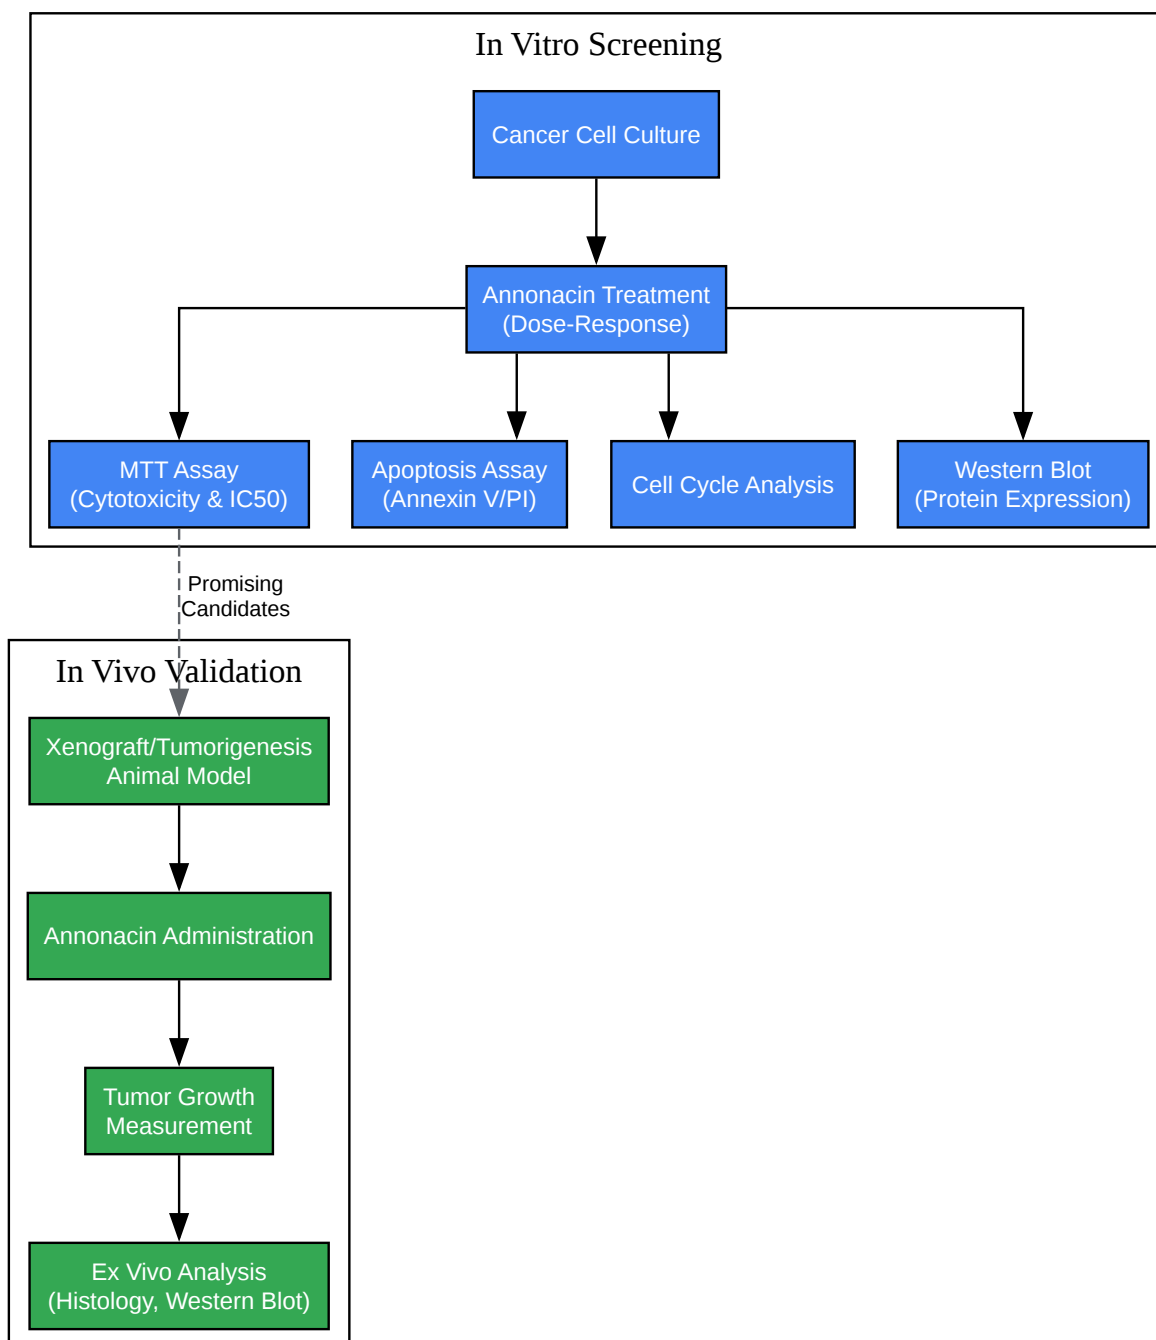 In Vitro Screening
Cancer Cell Culture
Annonacin Treatment
(Dose-Response)
MTT Assay
(Cytotoxicity & IC50)
Apoptosis Assay
(Annexin V/PI)
Cell Cycle Analysis
Western Blot
(Protein Expression)
Promising
Candidates
In Vivo Validation
Xenograft/Tumorigenesis
Animal Model
Annonacin Administration
Tumor Growth
Measurement
Ex Vivo Analysis
(Histology, Western Blot)